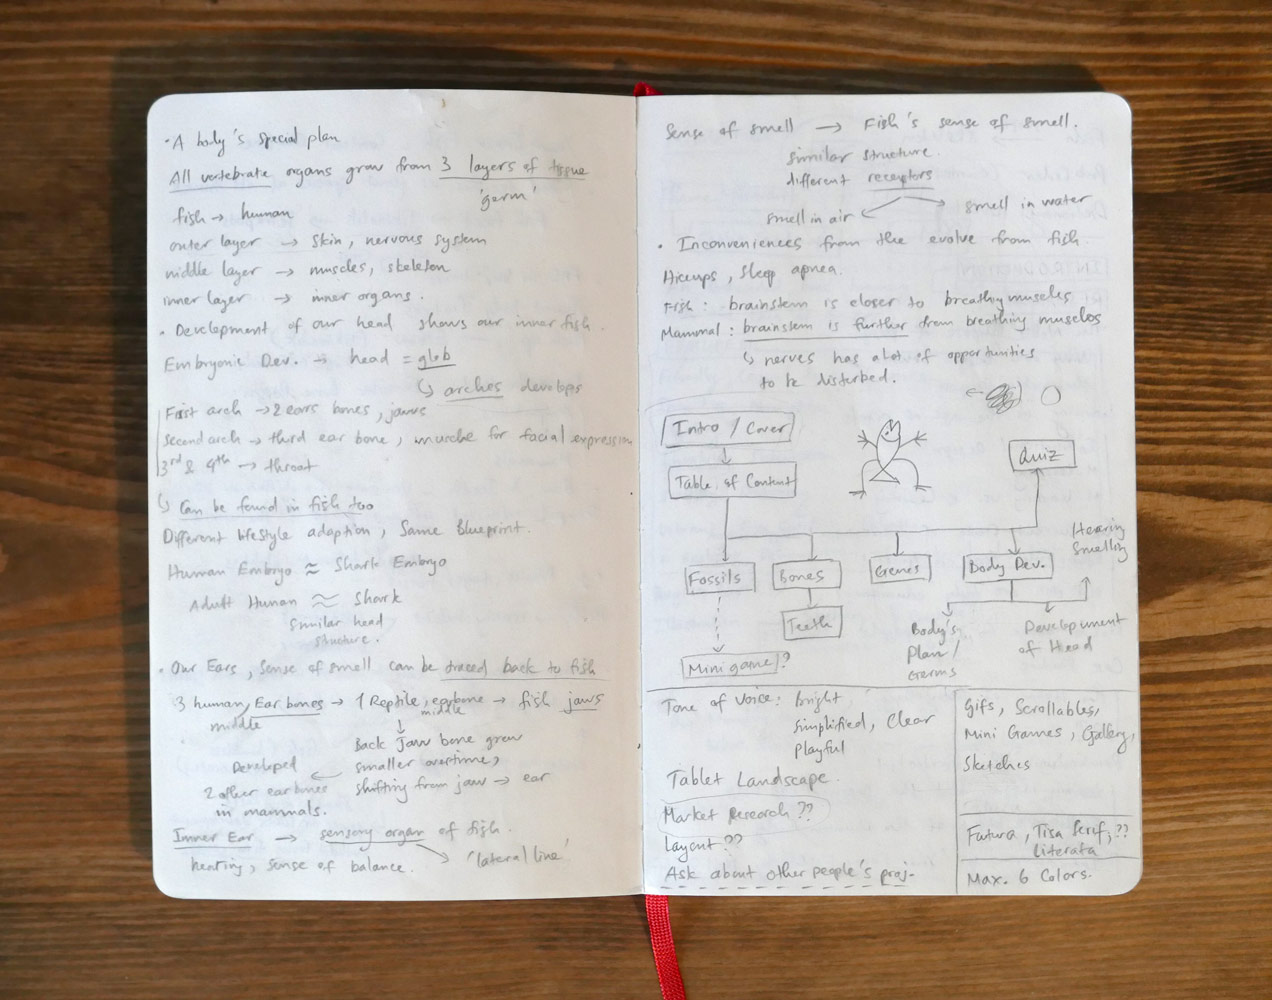 • A body's special plan
All vertebrate organs grow from 3 layers of tissue
'germ'
fish → human
outer layer → skin, nervous system
middle layer → muscles, skeleton
inner layer → inner organs.
• Development of our head shows our inner fish.
Embryonic Dev. → head = glob
↳ arches develops
First arch → 2 ears bones, jaws
Second arch → third ear bone, muscle for facial expression
3rd & 4th → throat
↳ Can be found in fish too
Different lifestyle adaption, Same blueprint.
Human Embryo ≈ Shark Embryo
Adult Human ≈ Shark
similar head
structure.
• Our Ears, Sense of smell can be traced back to fish
3 human, Ear bones → 1 Reptile, ear bone → fish jaws
middle
middle
Back Jaw bone grew
smaller overtime,
shifting from jaw → ear
Developed
2 other ear bones
in mammals.
Inner Ear → sensory organ of fish.
hearing, sense of balance.
'lateral line'
Sense of smell → Fish's sense of smell.
similar structure
different receptors
smell in air
smell in water
• Inconveniences from the evolve from fish.
Hiccups, Sleep apnea.
Fish: brainstem is closer to breathing muscles
Mammal: brainstem is further from breathing muscles
↳ nerves has a lot of opportunities
to be disturbed.
Intro / Cover
Table of Content
Quiz
Fossils
Bones
Genes
Body Dev.
Hearing
Smelling
Teeth
Mini game?
Body's
Plan /
Germs
Development
of Head
Tone of Voice: bright
simplified, Clear
playful
Tablet Landscape.
Market Research ??
Layout ??
Ask about other people's proj.
Gifs, Scrollables,
Mini Games, Gallery,
Sketches
Futura, Tisa Serif, ??
Literata
Max. 6 Colors.